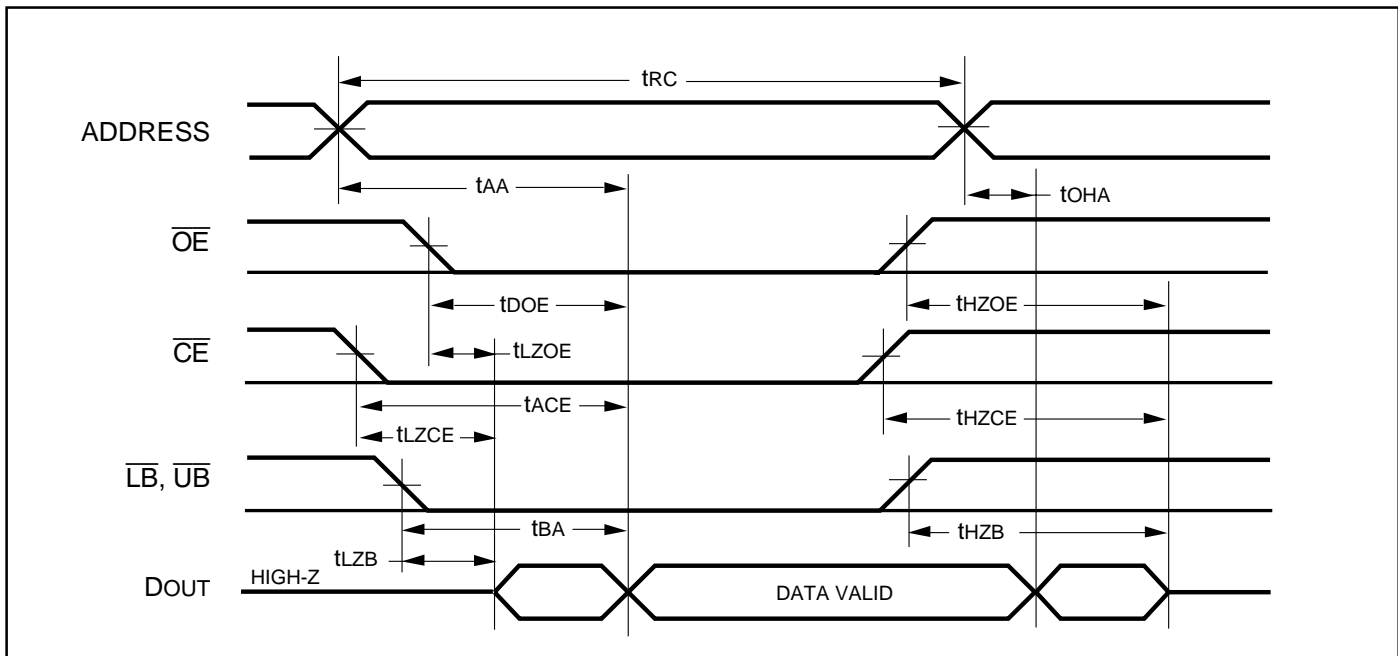 tRC
ADDRESS
tAA
tOHA
OE
tDOE
tHZOE
CE
tLZOE
tACE
tHZCE
tLZCE
LB, UB
tBA
tHZB
tLZB
DOUT
HIGH-Z
DATA VALID